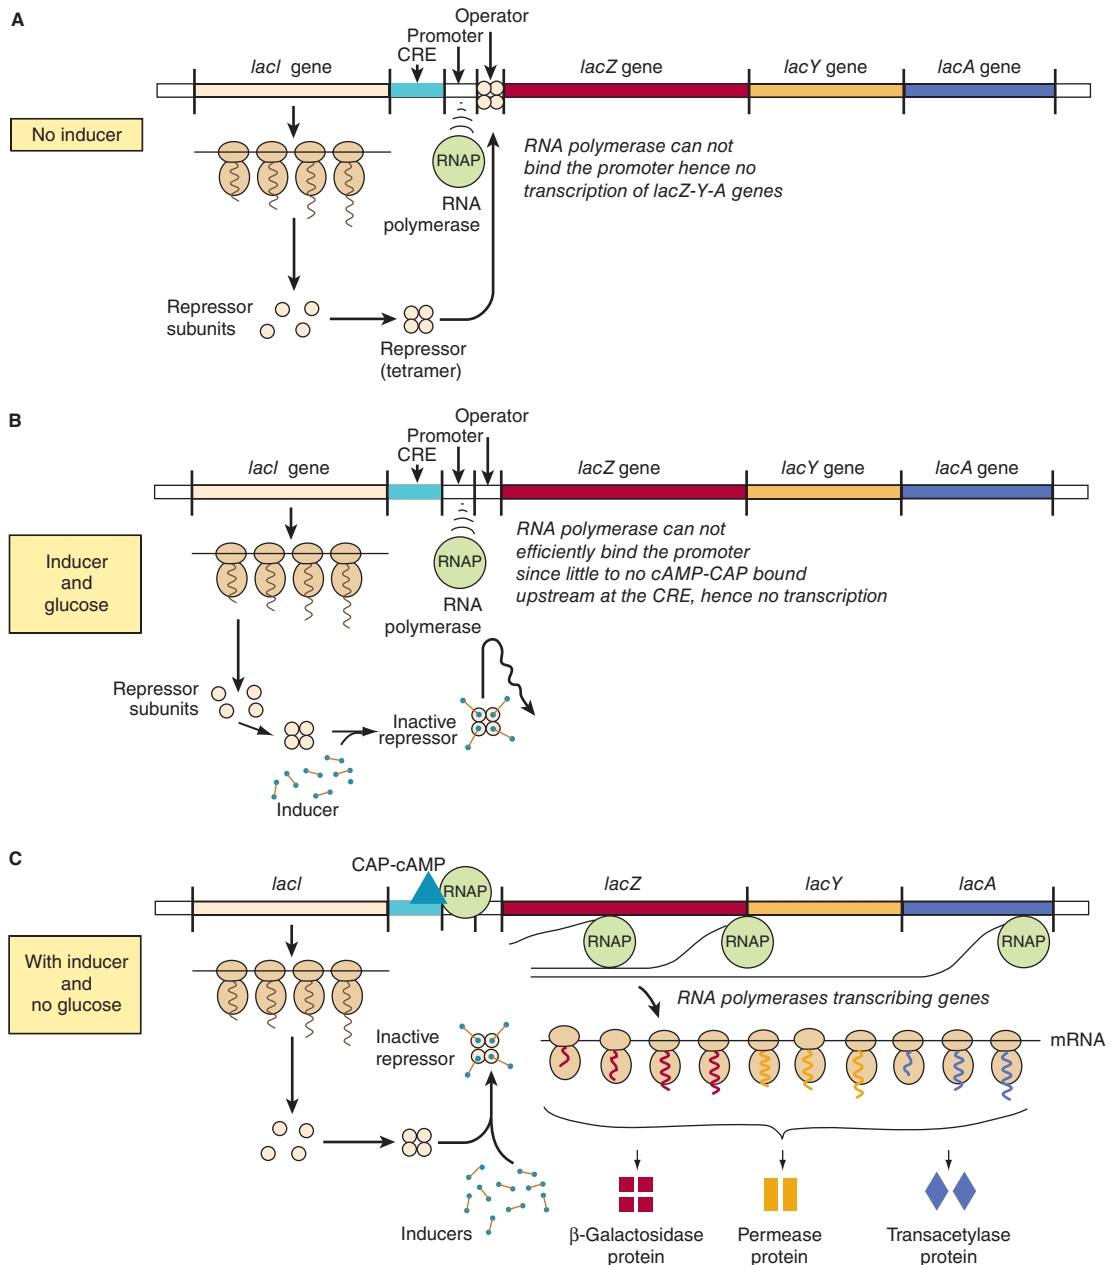 A
Operator
Promoter
CRE
lacI gene
lacZ gene
lacY gene
lacA gene
No inducer
RNAP
RNA
polymerase
RNA polymerase can not
bind the promoter hence no
transcription of lacZ-Y-A genes
Repressor
subunits
Repressor
(tetramer)
B
Operator
Promoter
CRE
lacI gene
lacZ gene
lacY gene
lacA gene
Inducer
and
glucose
RNAP
RNA
polymerase
RNA polymerase can not
efficiently bind the promoter
since little to no cAMP-CAP bound
upstream at the CRE, hence no transcription
Repressor
subunits
Inactive
repressor
Inducer
C
CAP-cAMP
lacI
RNAP
lacZ
lacY
lacA
With inducer
and
no glucose
RNAP
RNAP
RNAP
RNA polymerases transcribing genes
mRNA
Inactive
repressor
Inducers
β-Galactosidase
protein
Permease
protein
Transacetylase
protein